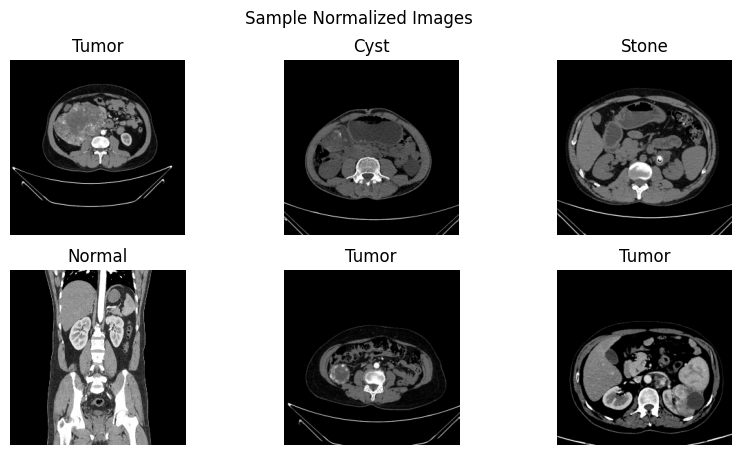 Sample Normalized Images
Tumor
Cyst
Stone
Normal
Tumor
Tumor